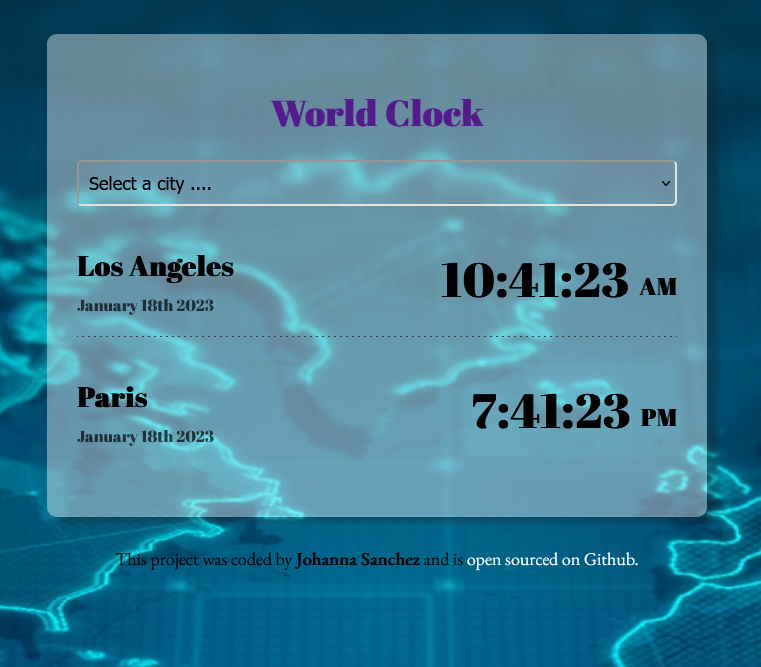 World Clock
Select a city ....
Los Angeles
10:41:23 AM
January 18th 2023
Paris
7:41:23 PM
January 18th 2023
This project was coded by Johanna Sanchez and is open sourced on Github.